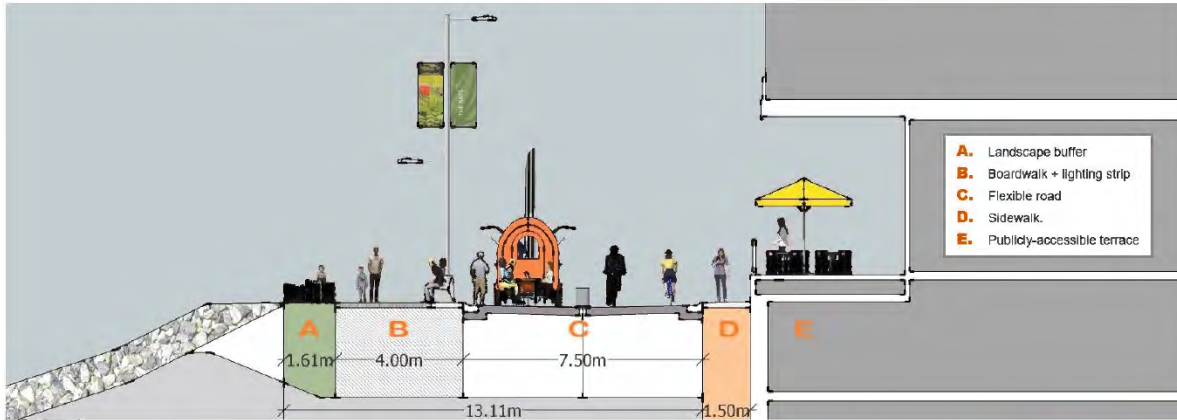 A. Landscape buffer
B. Boardwalk + lighting strip
C. Flexible road
D. Sidewalk.
E. Publicly-accessible terrace
A
B
C
D
E
1.61m
4.00m
7.50m
13.11m
1.50m